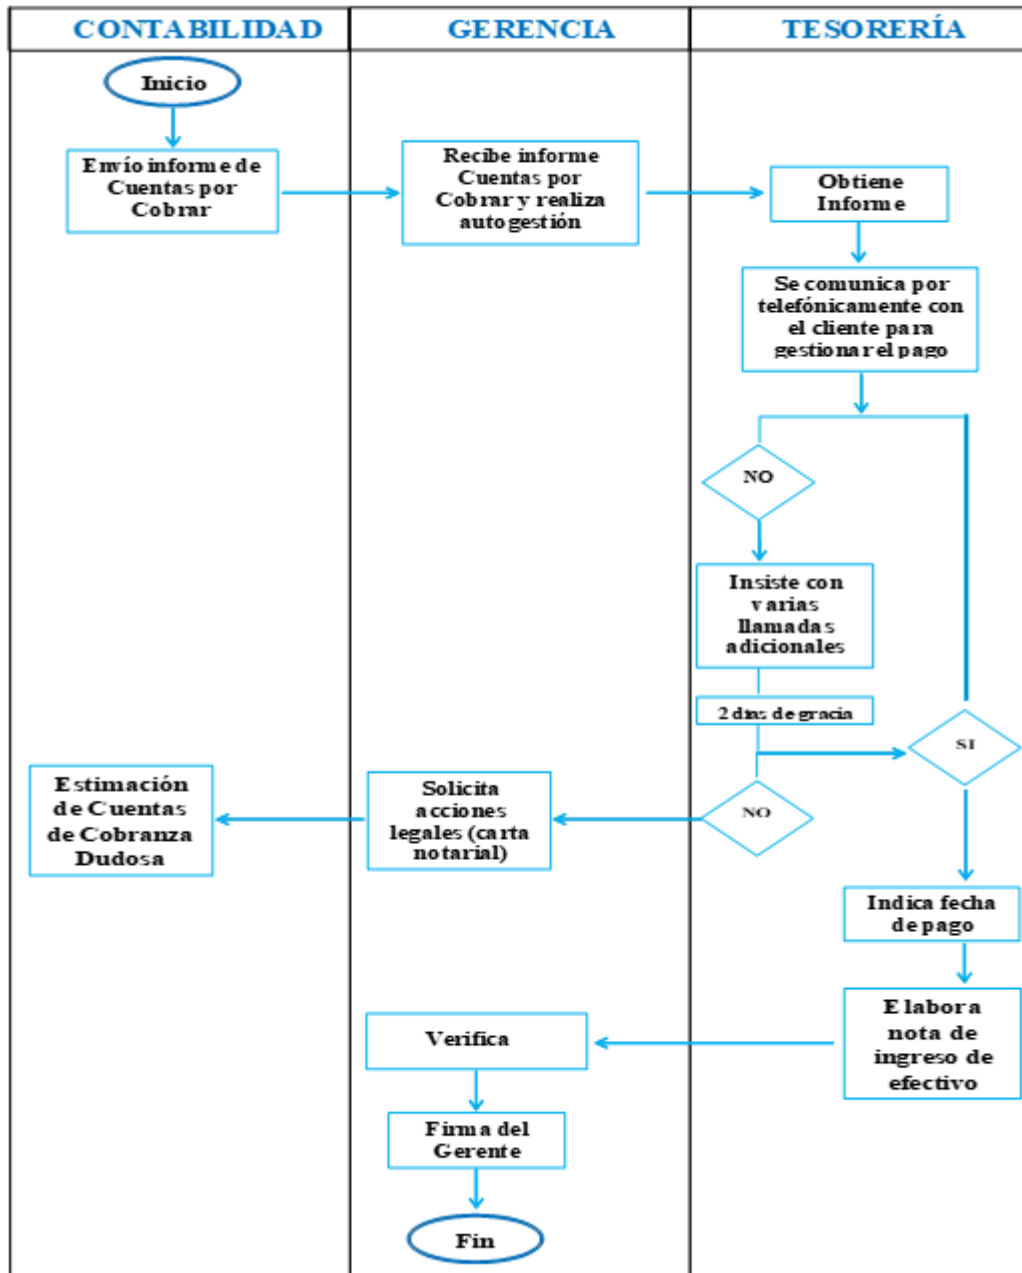 CONTABILIDAD
GERENCIA
TESORERÍA
Inicio
Envío informe de
Cuentas por
Cobrar
Recibe informe
Cuentas por
Cobrar y realiza
autogestión
Obtiene
Informe
Se comunica por
telefónicamente con
el cliente para
gestionar el pago
NO
Insiste con
varias
llamadas
adicionales
2 dias de gracia
SI
NO
Solicita
acciones
legales (carta
notarial)
Estimación
de Cuentas
de Cobranza
Dudosa
Indica fecha
de pago
Elabora
nota de
ingreso de
efectivo
Verifica
Firma del
Gerente
Fin